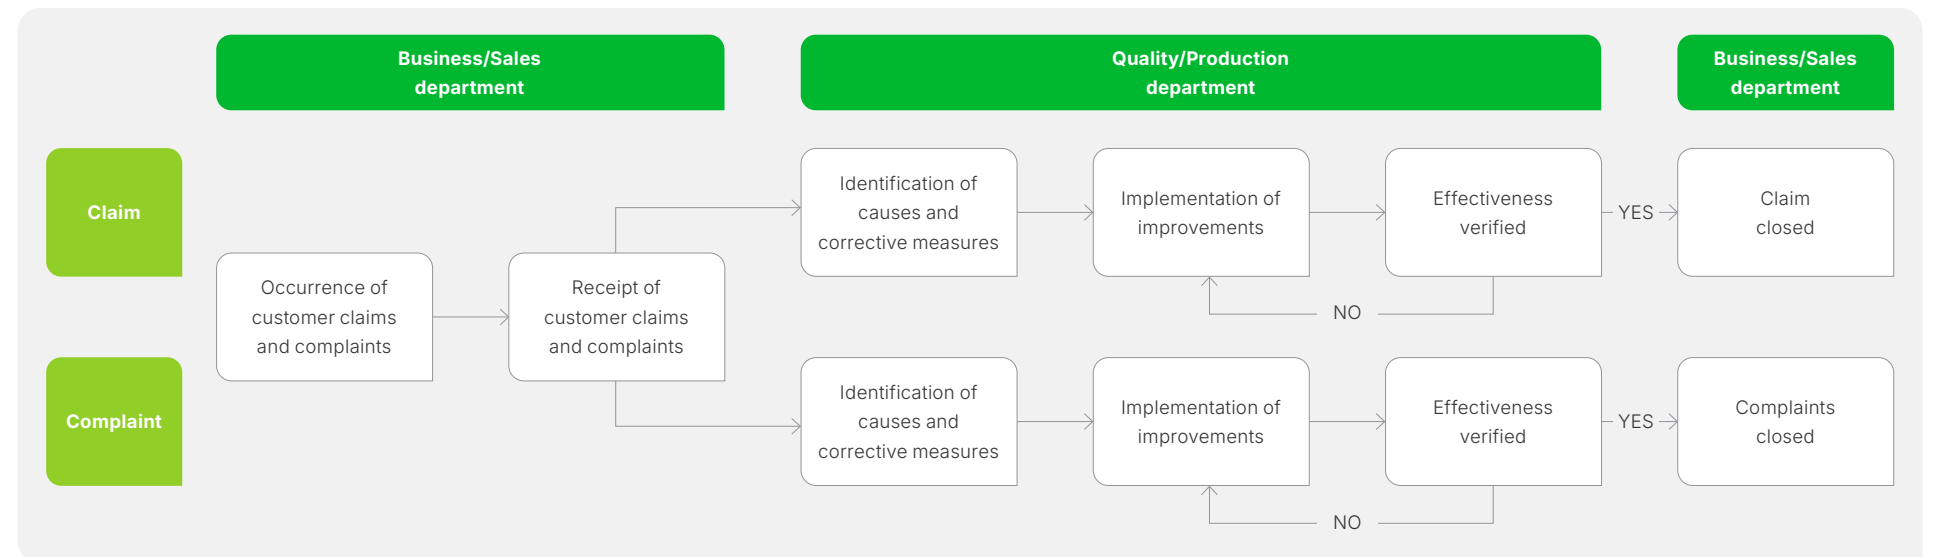 Business/Sales
department
Quality/Production
department
Business/Sales
department
Claim
Complaint
Occurrence of
customer claims
and complaints
Receipt of
customer claims
and complaints
Identification of
causes and
corrective measures
Implementation of
improvements
Effectiveness
verified
YES
Claim
closed
NO
Identification of
causes and
corrective measures
Implementation of
improvements
Effectiveness
verified
YES
Complaints
closed
NO